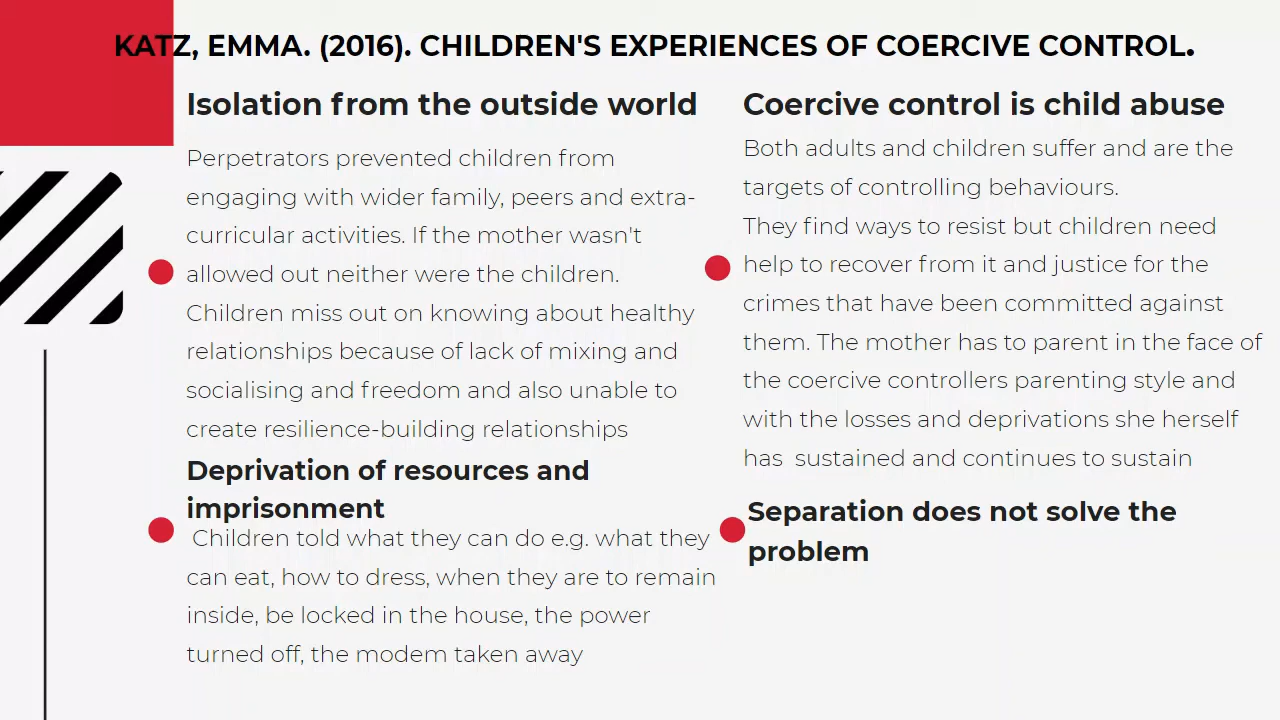 KATZ, EMMA. (2016). CHILDREN'S EXPERIENCES OF COERCIVE CONTROL.
Isolation from the outside world
Perpetrators prevented children from
engaging with wider family, peers and extra-
curricular activities. If the mother wasn't
allowed out neither were the children.
Children miss out on knowing about healthy
relationships because of lack of mixing and
socialising and freedom and also unable to
create resilience-building relationships
Deprivation of resources and
imprisonment
Children told what they can do e.g. what they
can eat, how to dress, when they are to remain
inside, be locked in the house, the power
turned off, the modem taken away
Coercive control is child abuse
Both adults and children suffer and are the
targets of controlling behaviours.
They find ways to resist but children need
help to recover from it and justice for the
crimes that have been committed against
them. The mother has to parent in the face of
the coercive controllers parenting style and
with the losses and deprivations she herself
has  sustained and continues to sustain
Separation does not solve the
problem